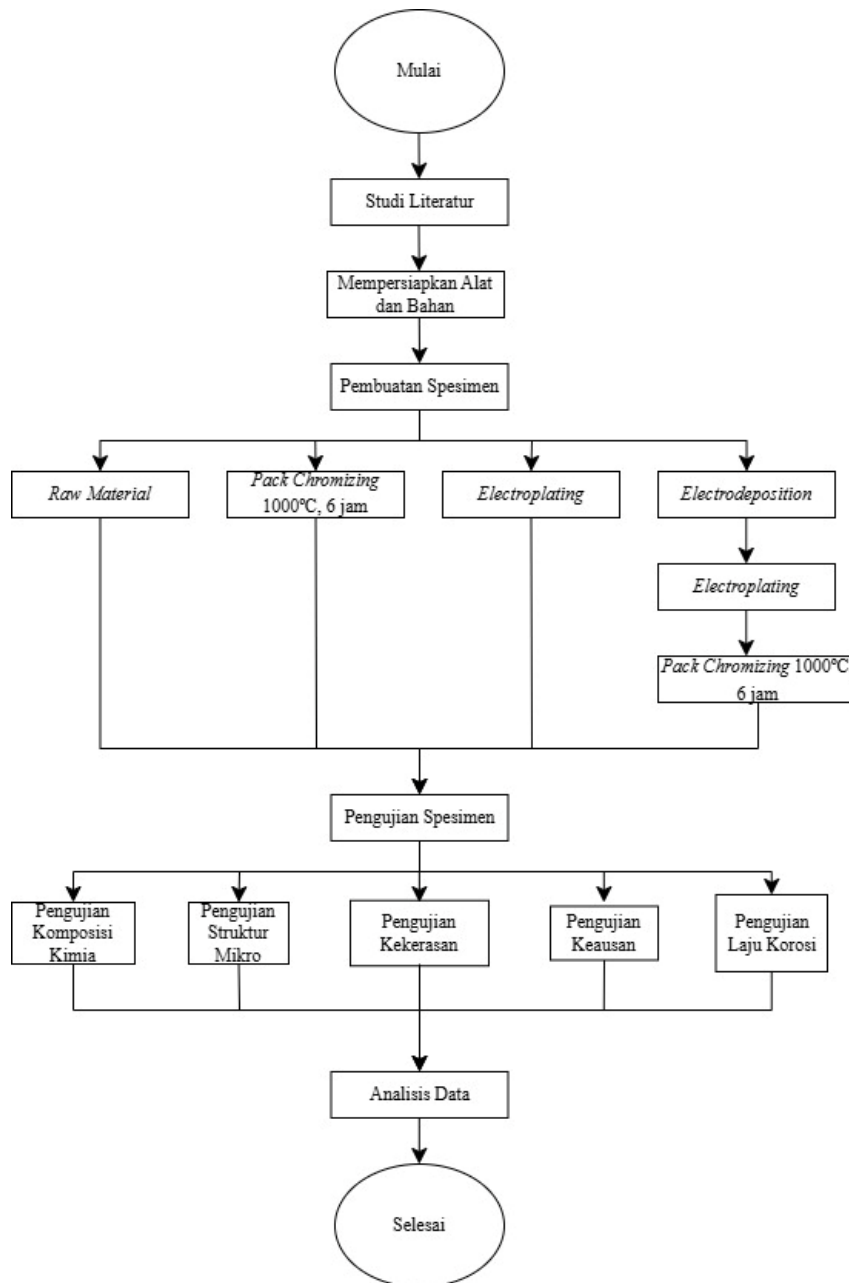 Mulai
Studi Literatur
Mempersiapkan Alat
dan Bahan
Pembuatan Spesimen
Raw Material
Pack Chromizing
1000°C, 6 jam
Electroplating
Electrodeposition
Electroplating
Pack Chromizing 1000°C
6 jam
Pengujian Spesimen
Pengujian
Komposisi
Kimia
Pengujian
Struktur
Mikro
Pengujian
Kekerasan
Pengujian
Keausan
Pengujian
Laju Korosi
Analisis Data
Selesai